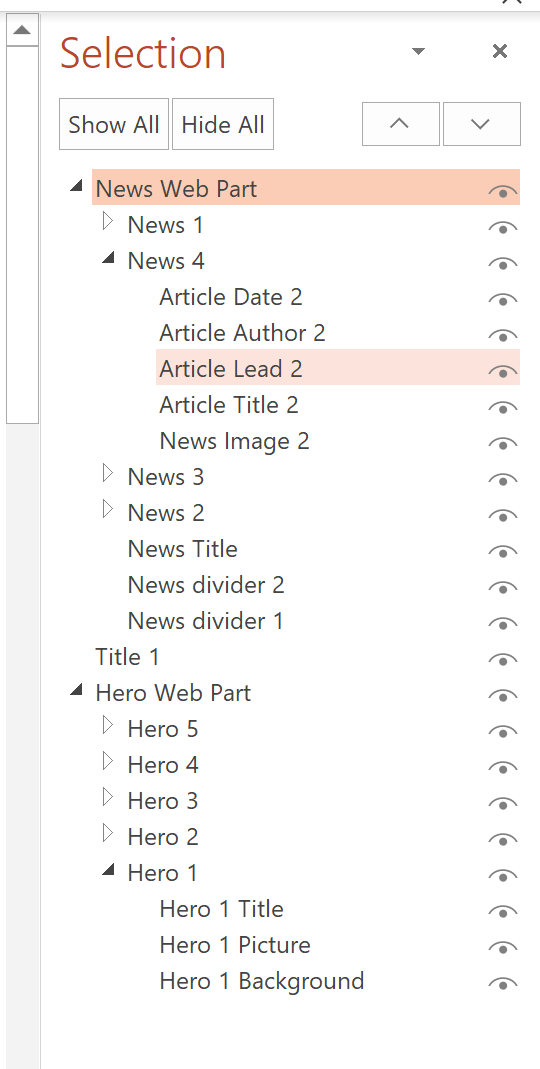 Selection
Show All Hide All
News Web Part
News 1
News 4
Article Date 2
Article Author 2
Article Lead 2
Article Title 2
News Image 2
News 3
News 2
News Title
News divider 2
News divider 1
Title 1
Hero Web Part
Hero 5
Hero 4
Hero 3
Hero 2
Hero 1
Hero 1 Title
Hero 1 Picture
Hero 1 Background